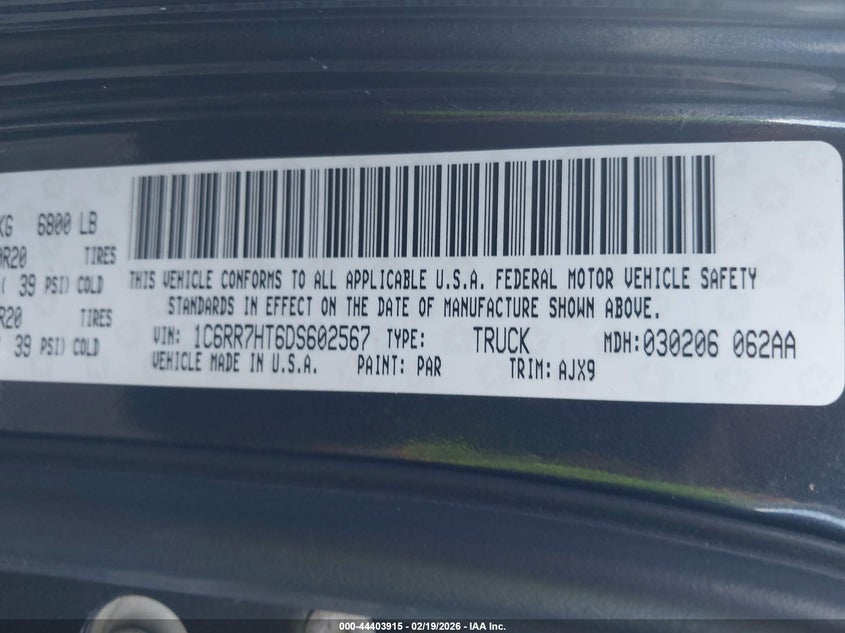 KG 6800 LB
0R20 TIRES
( 39 PSI) COLD
R20 TIRES
39 PSI) COLD
THIS VEHICLE CONFORMS TO ALL APPLICABLE U.S.A. FEDERAL MOTOR VEHICLE SAFETY
STANDARDS IN EFFECT ON THE DATE OF MANUFACTURE SHOWN ABOVE.
VIN: 1C6RR7HT6DS602567 TYPE: TRUCK MDH:030206 062AA
VEHICLE MADE IN U.S.A. PAINT: PAR TRIM: AJX9
000-44403915 - 02/19/2026 - IAA Inc.